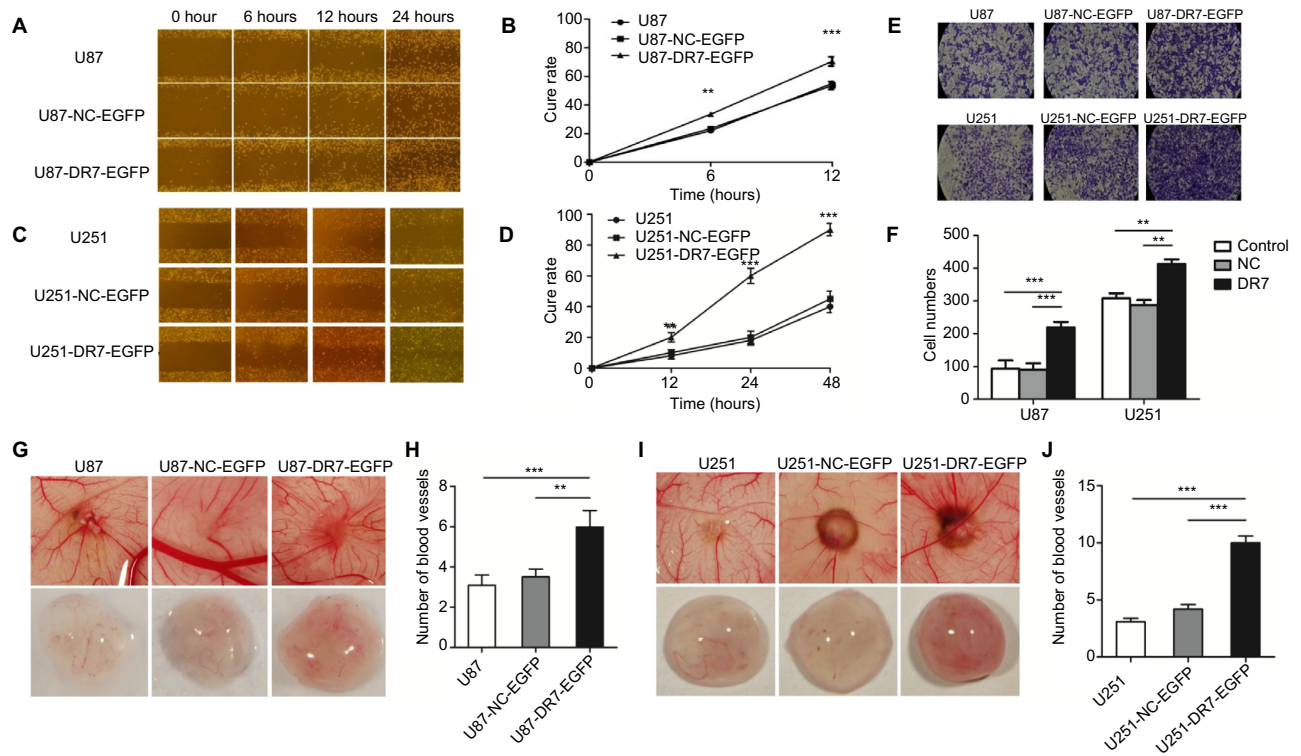 A
0 hour 6 hours 12 hours 24 hours
U87
U87-NC-EGFP
U87-DR7-EGFP
B
Cure rate
100
80
60
40
20
0
0 6 12
Time (hours)
U87
U87-NC-EGFP
U87-DR7-EGFP
**
***
C
U251
U251-NC-EGFP
U251-DR7-EGFP
D
Cure rate
100
80
60
40
20
0
0 12 24 48
Time (hours)
U251
U251-NC-EGFP
U251-DR7-EGFP
**
***
***
E
U87 U87-NC-EGFP U87-DR7-EGFP
U251 U251-NC-EGFP U251-DR7-EGFP
F
Cell numbers
500
400
300
200
100
0
U87 U251
Control
NC
DR7
***
***
**
**
G
U87 U87-NC-EGFP U87-DR7-EGFP
H
Number of blood vessels
8
6
4
2
0
U87
U87-NC-EGFP
U87-DR7-EGFP
***
**
I
U251 U251-NC-EGFP U251-DR7-EGFP
J
Number of blood vessels
15
10
5
0
U251
U251-NC-EGFP
U251-DR7-EGFP
***
***